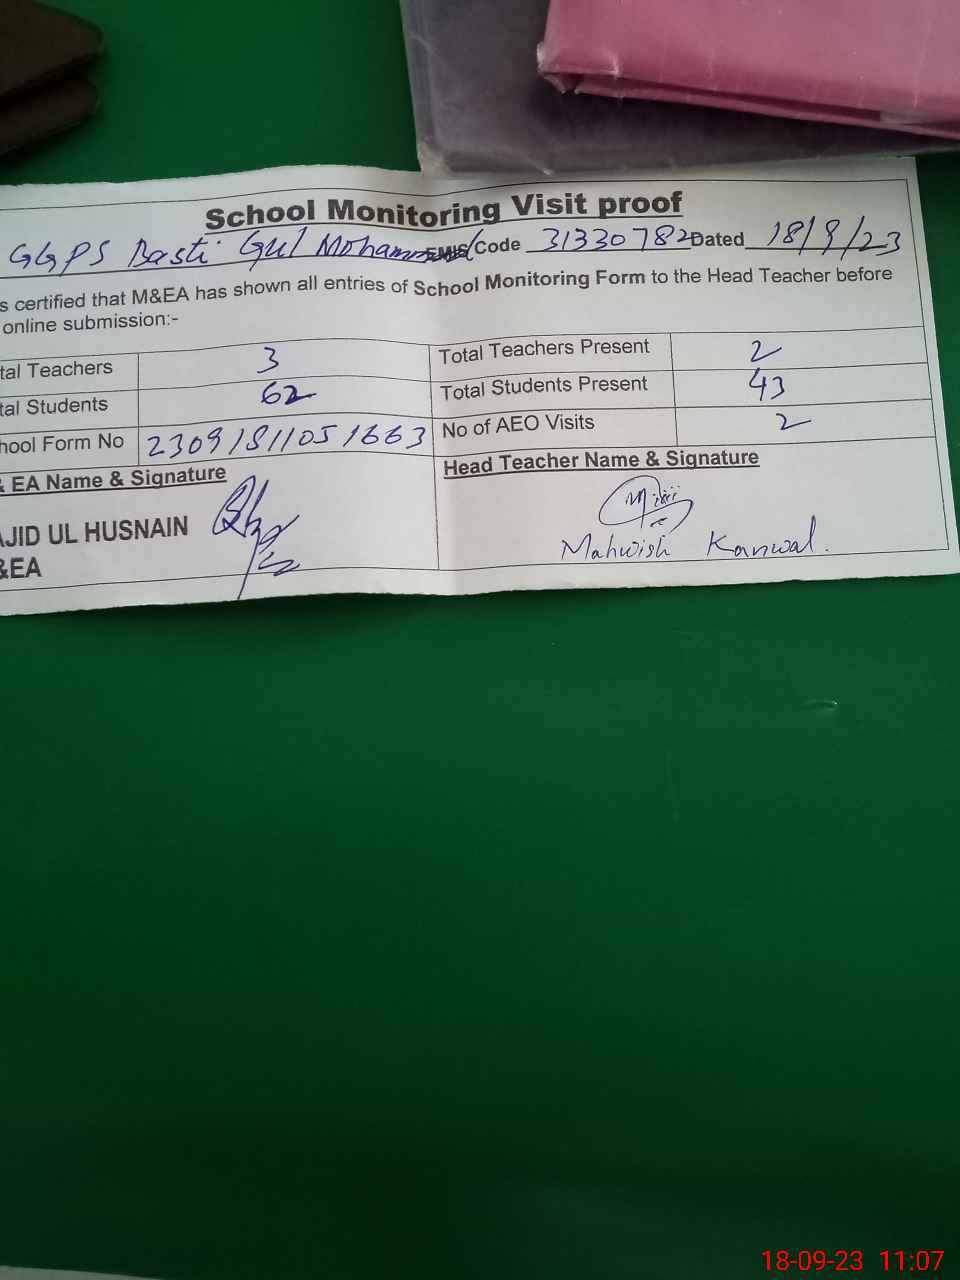 School Monitoring Visit proof
GGPS Basti Gul Mohammad EMIS Code 31330782 Dated 18/9/23
s certified that M&EA has shown all entries of School Monitoring Form to the Head Teacher before
online submission:-
tal Teachers 3 Total Teachers Present 2
tal Students 62 Total Students Present 43
hool Form No 2309181105 1663 No of AEO Visits 2
& EA Name & Signature Head Teacher Name & Signature
AJID UL HUSNAIN
&EA
Mahwish Kanwal.
18-09-23 11:07